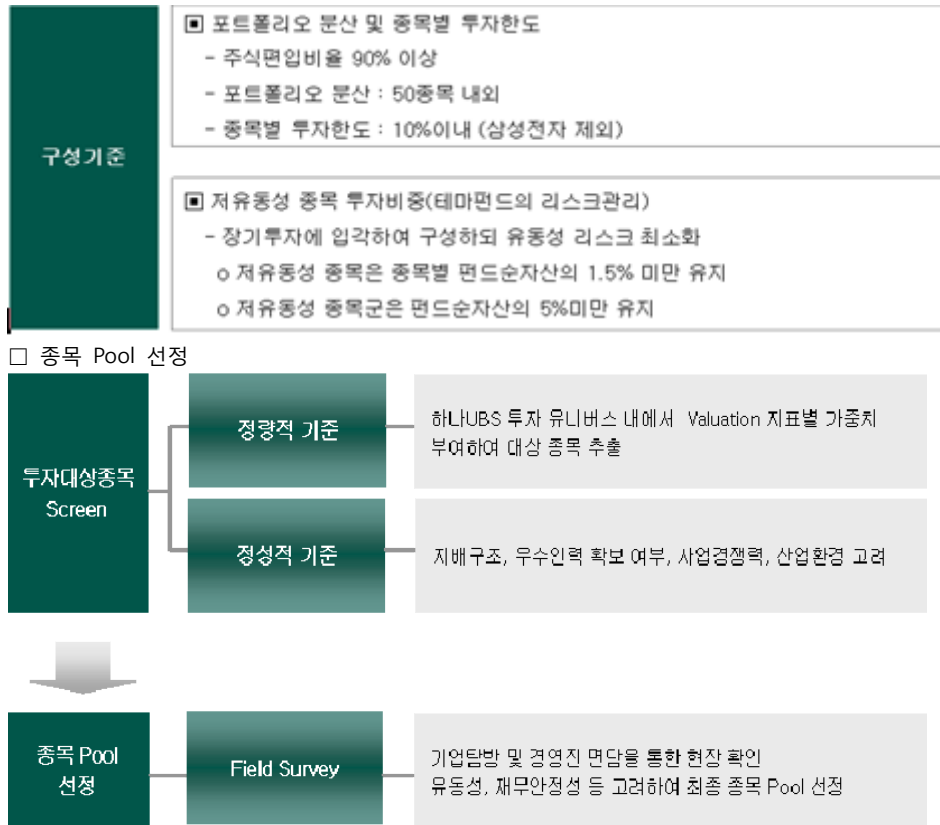 구성기준
▣ 포트폴리오 분산 및 종목별 투자한도
- 주식편입비율 90% 이상
- 포트폴리오 분산 : 50종목 내외
- 종목별 투자한도 : 10%이내 (삼성전자 제외)
▣ 저유동성 종목 투자비중(테마펀드의 리스크관리)
- 장기투자에 입각하여 구성하되 유동성 리스크 최소화
o 저유동성 종목은 종목별 펀드순자산의 1.5% 미만 유지
o 저유동성 종목군은 펀드순자산의 5%미만 유지
□ 종목 Pool 선정
투자대상종목
Screen
정량적 기준
하나UBS 투자 유니버스 내에서 Valuation 지표별 가중치
부여하여 대상 종목 추출
정성적 기준
지배구조, 우수인력 확보 여부, 사업경쟁력, 산업환경 고려
종목 Pool
선정
Field Survey
기업탐방 및 경영진 면담을 통한 현장 확인
유동성, 재무안정성 등 고려하여 최종 종목 Pool 선정